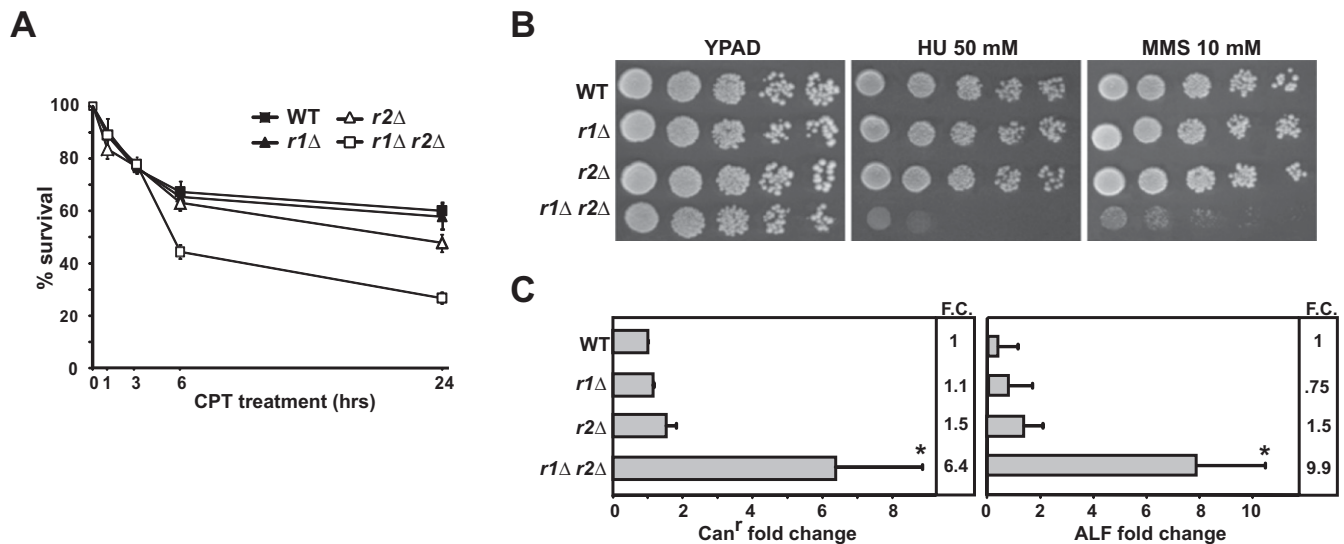 A
100
80
60
40
20
0
% survival
WT
r1Δ
r2Δ
r1Δ r2Δ
0 1 3 6 24
CPT treatment (hrs)
B
YPAD HU 50 mM MMS 10 mM
WT
r1Δ
r2Δ
r1Δ r2Δ
C
F.C. F.C.
WT 1 1
r1Δ 1.1 .75
r2Δ 1.5 1.5
r1Δ r2Δ * 6.4 * 9.9
0 2 4 6 8
Canr fold change
0 2 4 6 8 10
ALF fold change